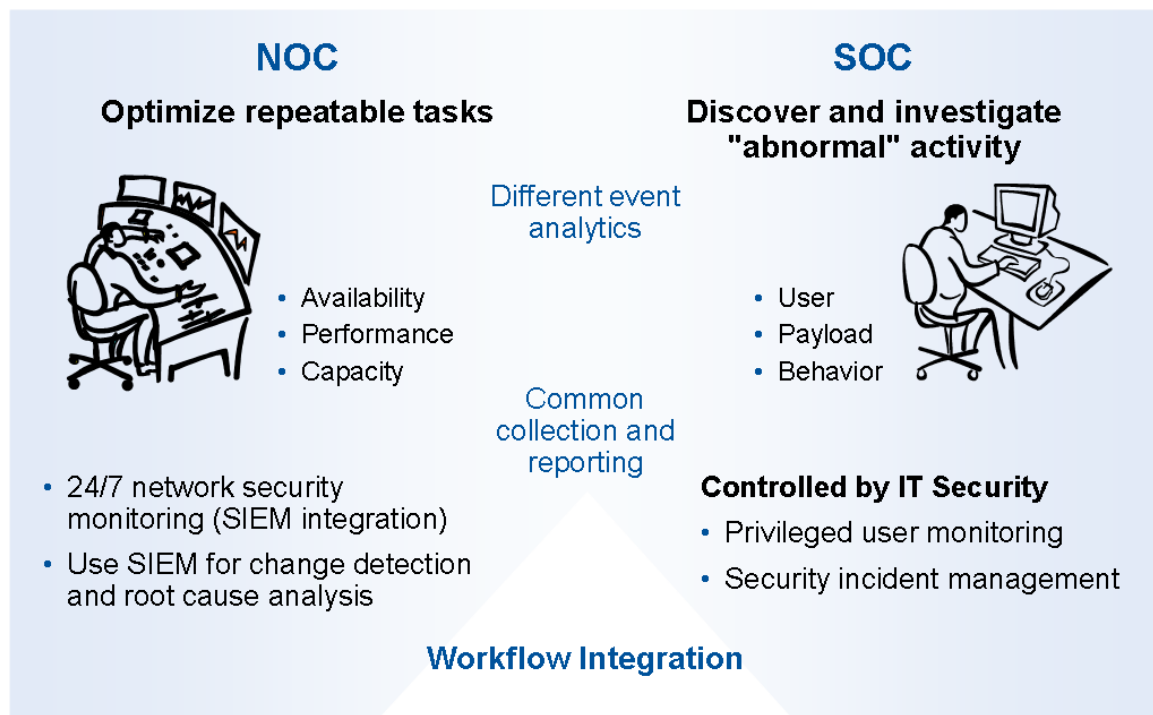 NOC
Optimize repeatable tasks
• Availability
• Performance
• Capacity
• 24/7 network security
monitoring (SIEM integration)
• Use SIEM for change detection
and root cause analysis
Different event
analytics
Common
collection and
reporting
SOC
Discover and investigate
"abnormal" activity
• User
• Payload
• Behavior
Controlled by IT Security
• Privileged user monitoring
• Security incident management
Workflow Integration